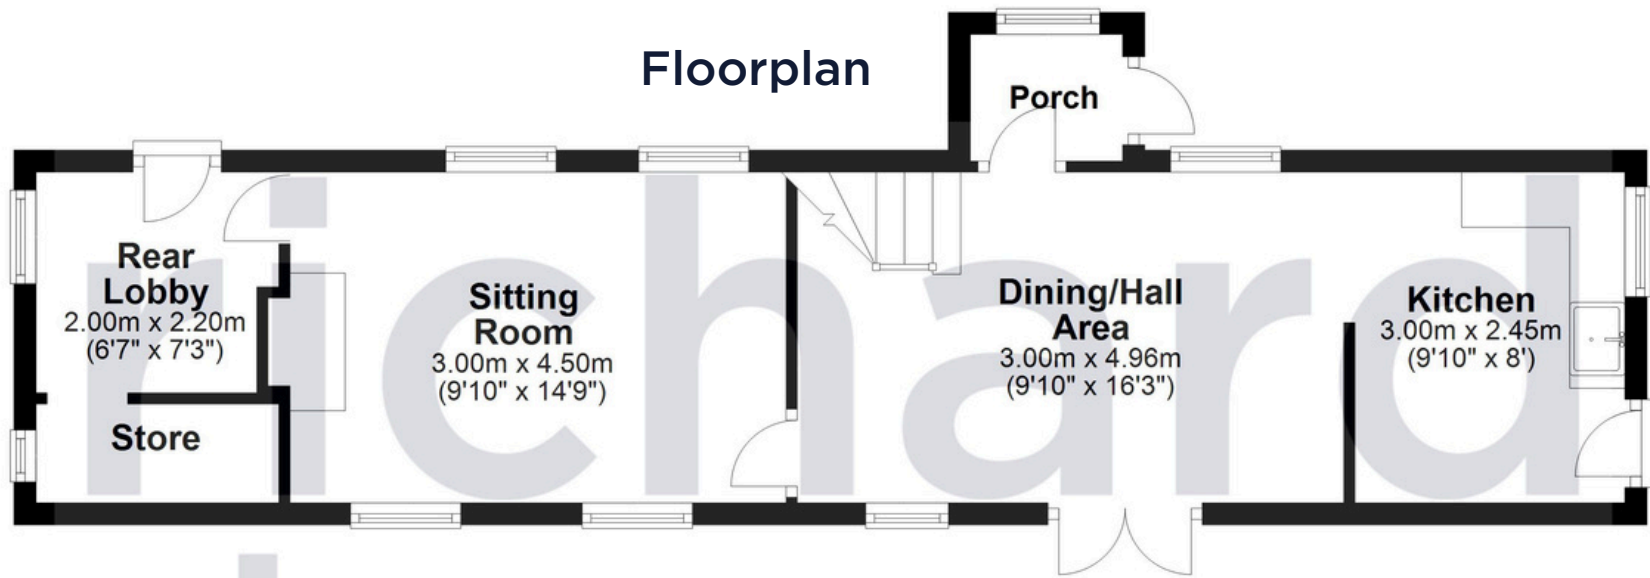 Floorplan
Porch
Rear
Lobby
2.00m x 2.20m
(6'7" x 7'3")
Sitting
Room
3.00m x 4.50m
(9'10" x 14'9")
Dining/Hall
Area
3.00m x 4.96m
(9'10" x 16'3")
Kitchen
3.00m x 2.45m
(9'10" x 8')
Store
richard